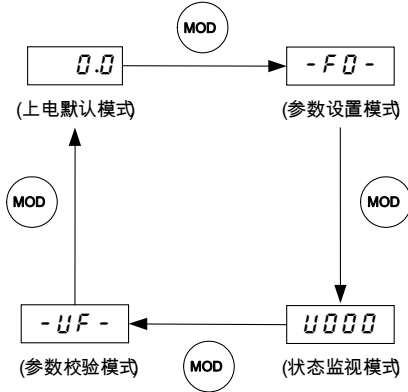 MOD
0.0
-F0-
(上电默认模式)
(参数设置模式)
MOD
MOD
-UF-
U000
(参数校验模式)
MOD
(状态监视模式)